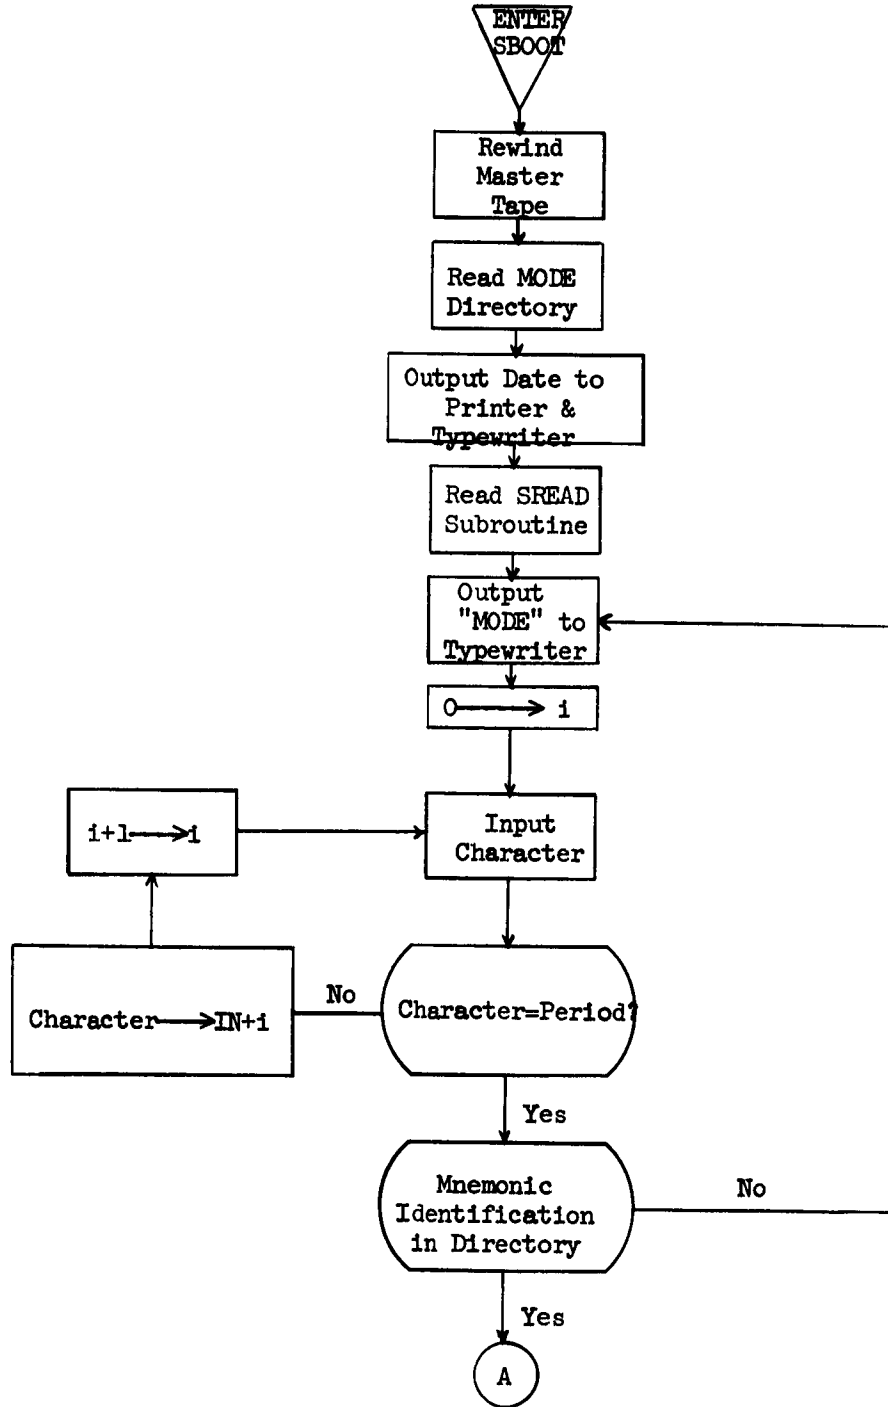 ENTER
SBOOT
Rewind
Master
Tape
Read MODE
Directory
Output Date to
Printer &
Typewriter
Read SREAD
Subroutine
Output
"MODE" to
Typewriter
0 → i
i+1 → i
Input
Character
Character → IN+i
No
Character=Period?
Yes
Mnemonic
Identification
in Directory
No
Yes
A